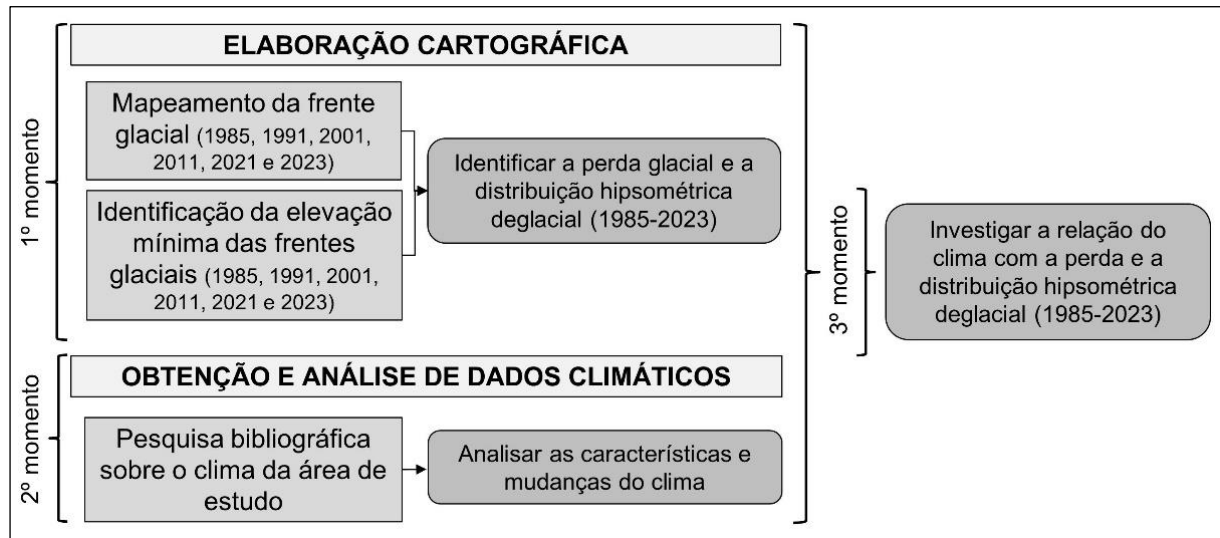 1º momento
ELABORAÇÃO CARTOGRÁFICA
Mapeamento da frente
glacial (1985, 1991, 2001,
2011, 2021 e 2023)
Identificação da elevação
mínima das frentes
glaciais (1985, 1991, 2001,
2011, 2021 e 2023)
Identificar a perda glacial e a
distribuição hipsométrica
deglacial (1985-2023)
2º momento
OBTENÇÃO E ANÁLISE DE DADOS CLIMÁTICOS
Pesquisa bibliográfica
sobre o clima da área de
estudo
Analisar as características e
mudanças do clima
3º momento
Investigar a relação do
clima com a perda e a
distribuição hipsométrica
deglacial (1985-2023)